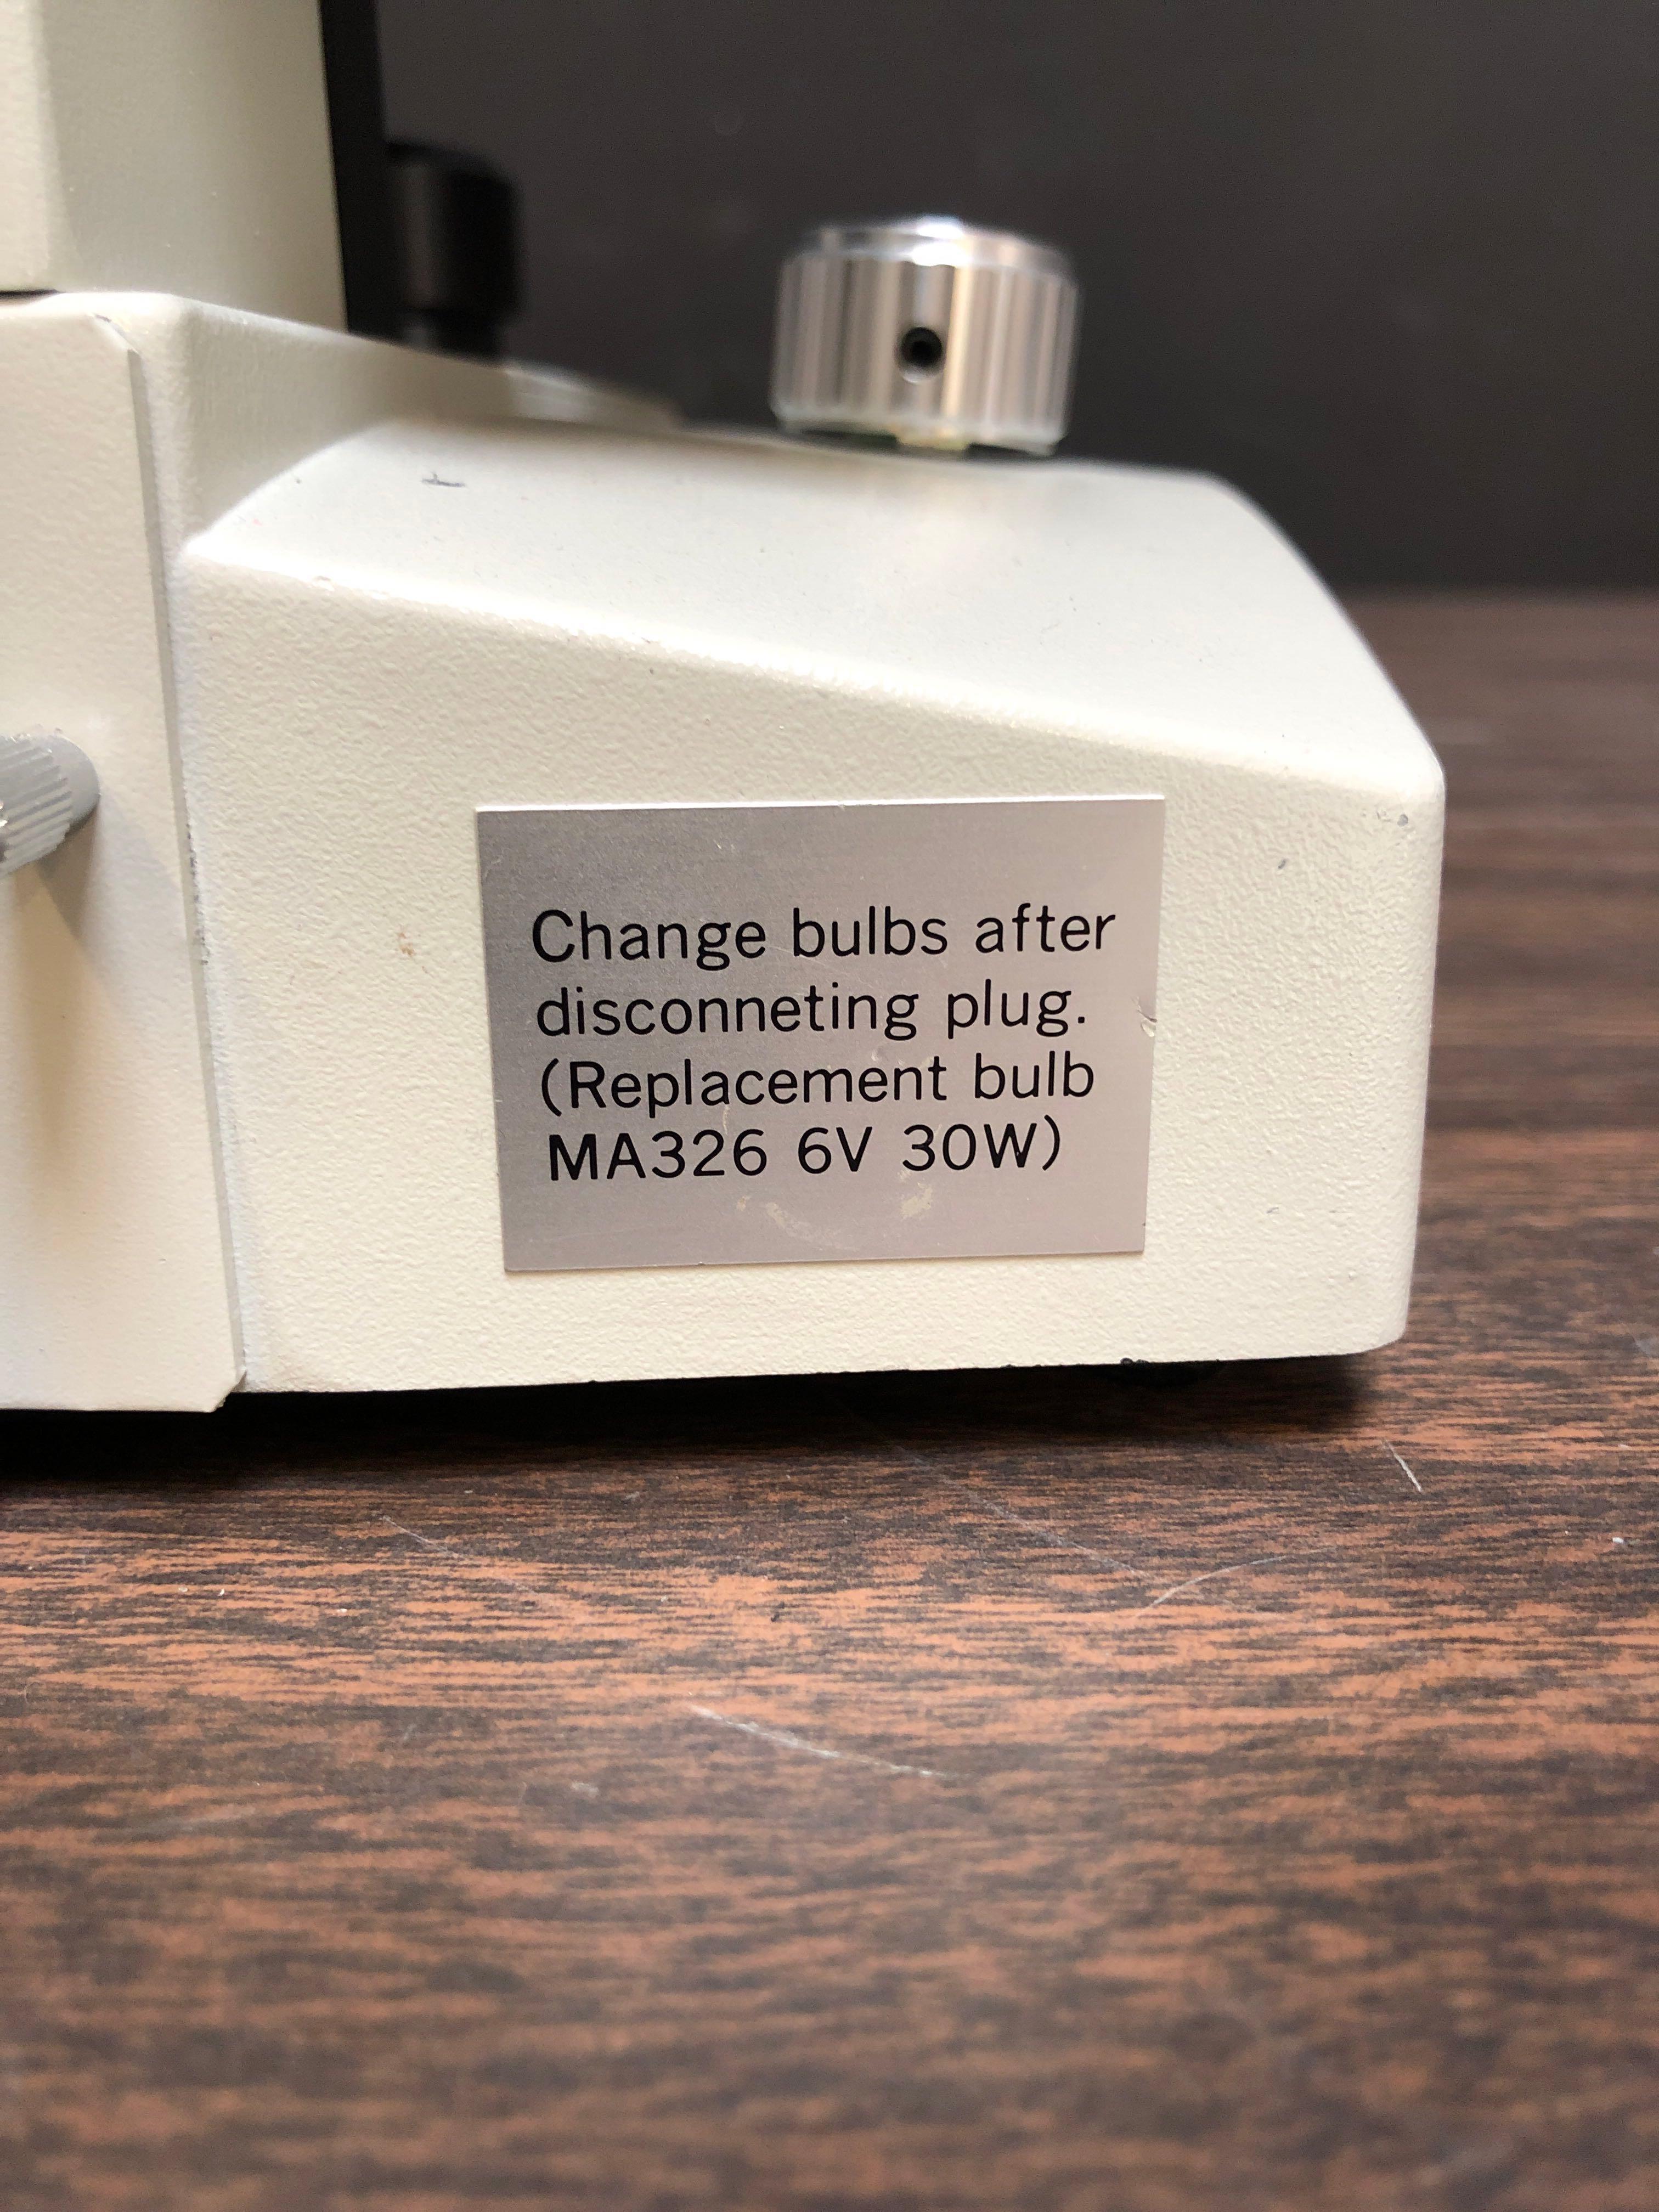 Change bulbs after
disconneting plug.
(Replacement bulb
MA326 6V 30W)